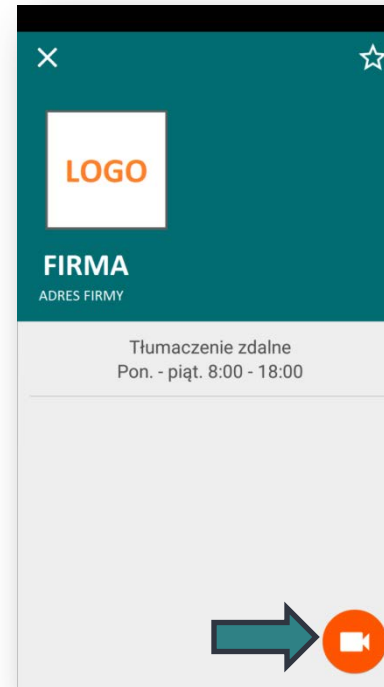 LOGO
FIRMA
ADRES FIRMY
Tłumaczenie zdalne
Pon. - piąt. 8:00 - 18:00